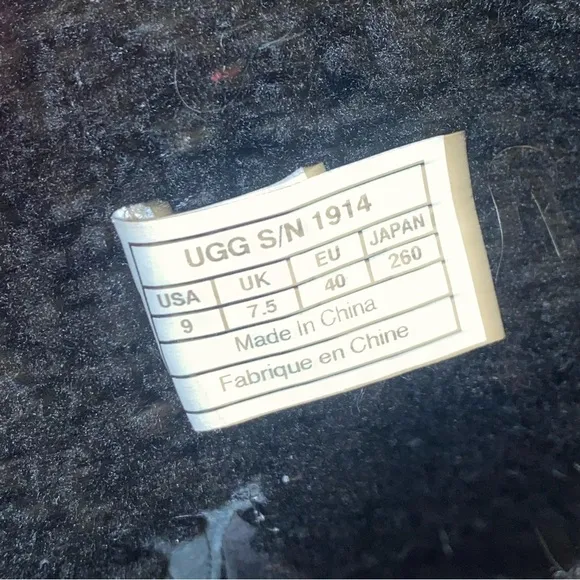 UGG S/N 1914
USA UK EU JAPAN
9 7.5 40 260
Made In China
Fabrique en Chine